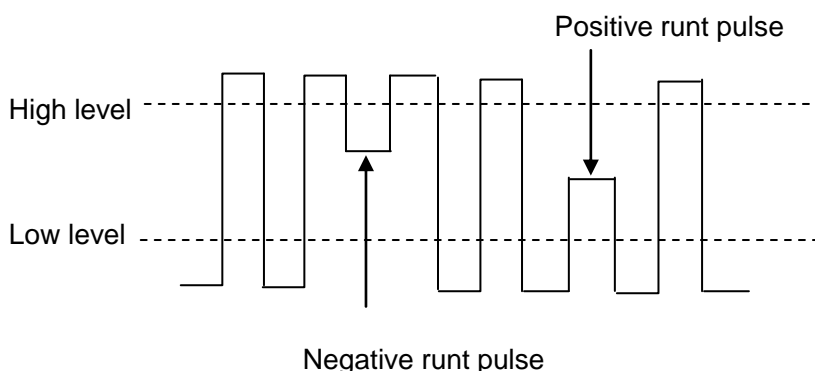 Positive runt pulse
High level
Low level
Negative runt pulse